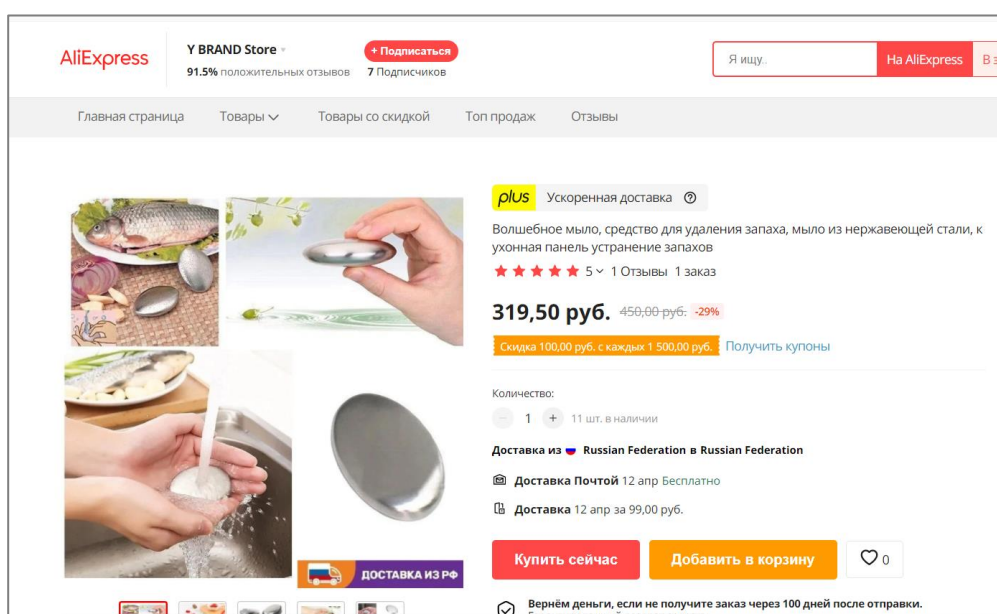 AliExpress
Y BRAND Store
91.5% положительных отзывов
+ Подписаться
7 Подписчиков
Я ищу..
На AliExpress
В
Главная страница
Товары
Товары со скидкой
Топ продаж
Отзывы
plus Ускоренная доставка
Волшебное мыло, средство для удаления запаха, мыло из нержавеющей стали, к
ухонная панель устранение запахов
5 1 Отзывы 1 заказ
319,50 руб. 450,00 руб. -29%
Скидка 100,00 руб. с каждых 1 500,00 руб. Получить купоны
Количество:
− 1 + 11 шт. в наличии
Доставка из Russian Federation в Russian Federation
Доставка Почтой 12 апр Бесплатно
Доставка 12 апр за 99,00 руб.
Купить сейчас
Добавить в корзину
0
ДОСТАВКА ИЗ РФ
Вернём деньги, если не получите заказ через 100 дней после отправки.